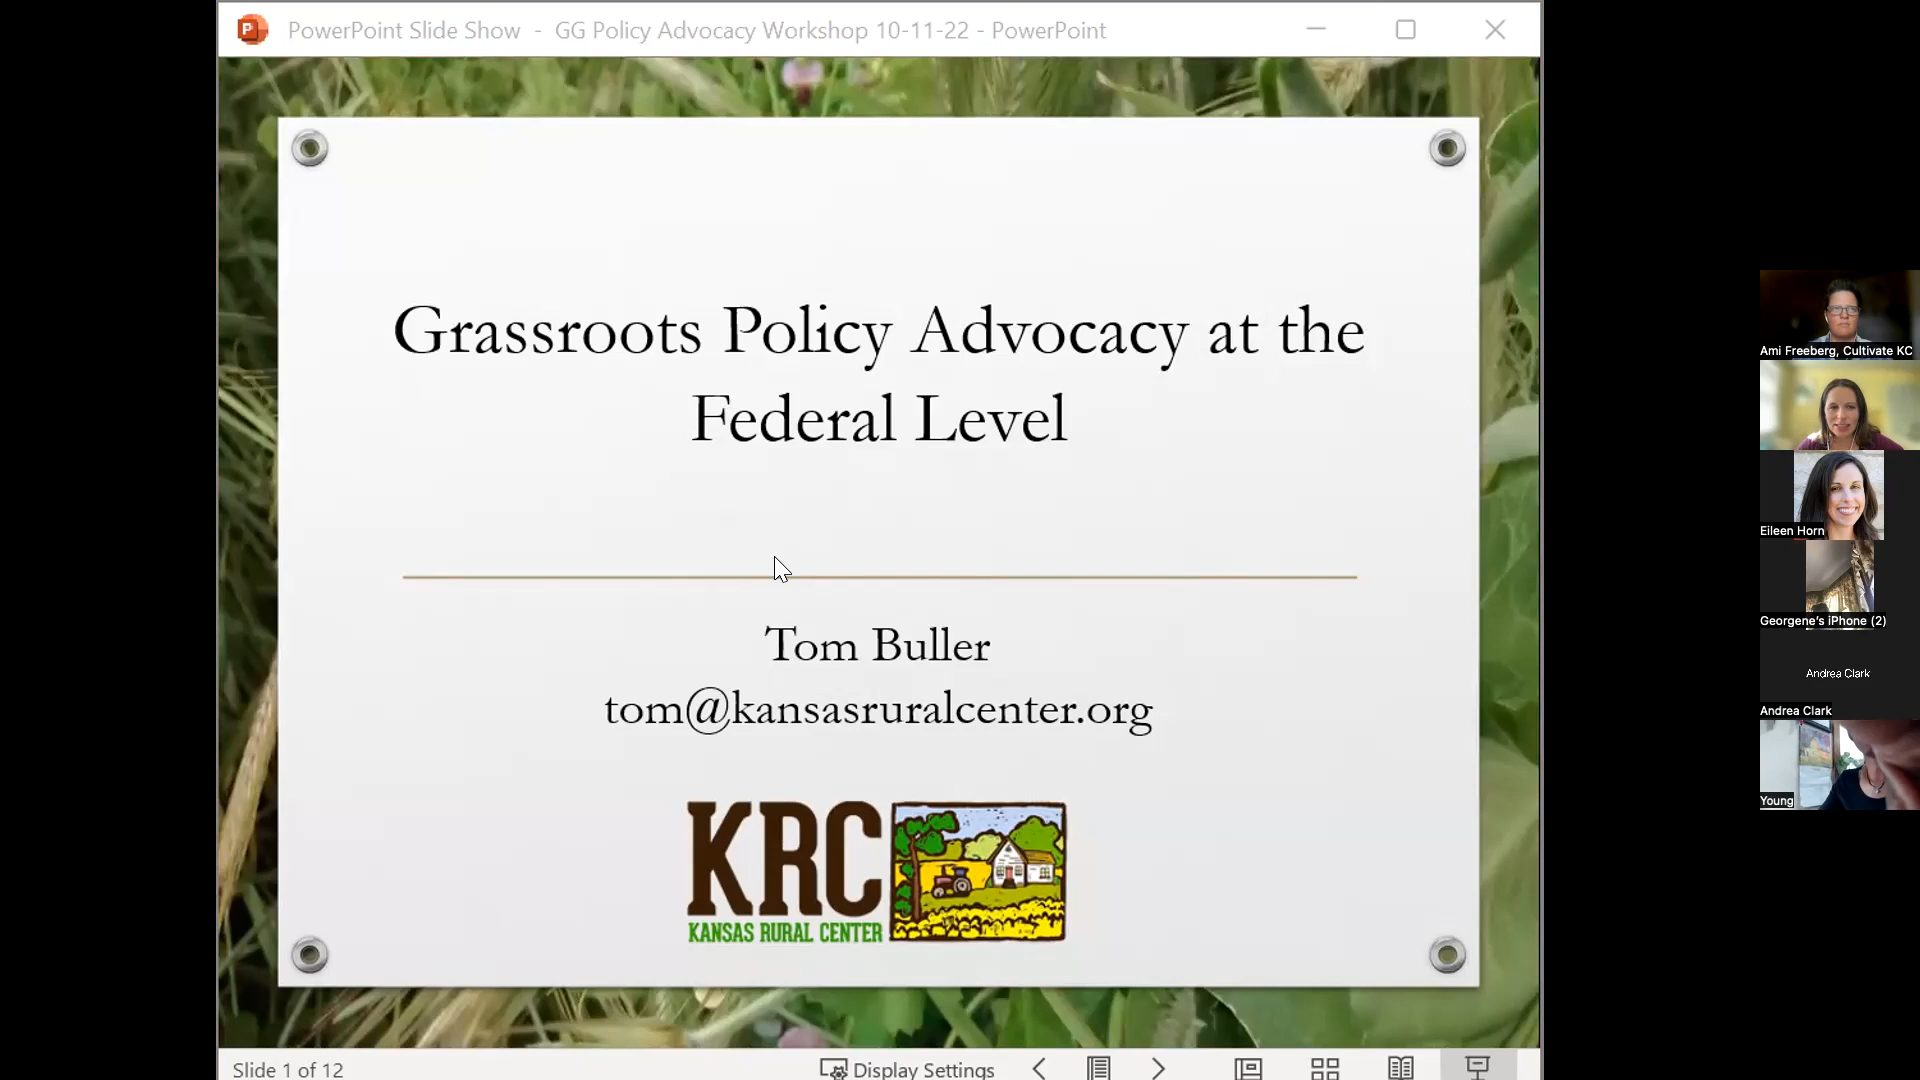 PowerPoint Slide Show - GG Policy Advocacy Workshop 10-11-22 - PowerPoint
Grassroots Policy Advocacy at the
Federal Level
Tom Buller
tom@kansasruralcenter.org
KRC
KANSAS RURAL CENTER
Slide 1 of 12
Display Settings
Ami Freeberg, Cultivate KC
Eileen Horn
Georgene's iPhone (2)
Andrea Clark
Andrea Clark
Young